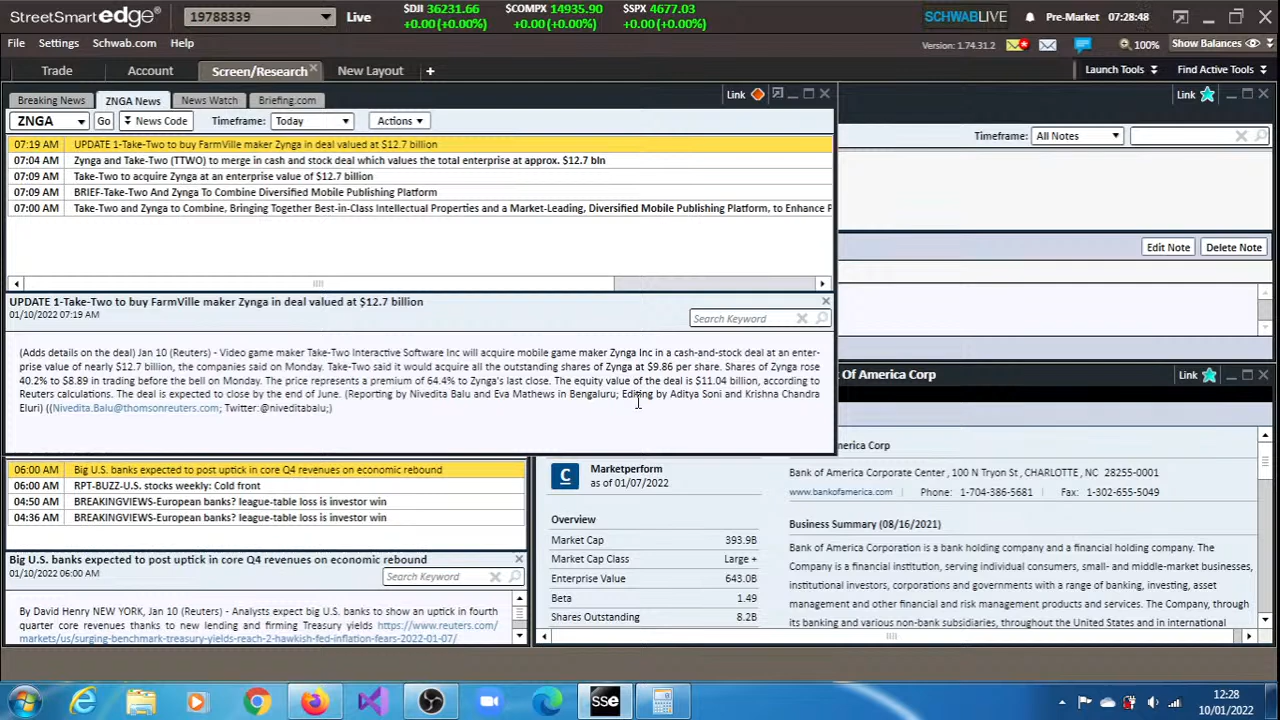 StreetSmart edge®
19788339
Live
$DJI 36231.66
+0.00 (+0.00%)
$COMPX 14935.90
+0.00 (+0.00%)
$SPX 4677.03
+0.00 (+0.00%)
SCHWABLIVE
Pre-Market
07:28:48
File Settings Schwab.com Help
Version: 1.74.31.2
100%
Show Balances
Trade Account Screen/Research New Layout +
Launch Tools
Find Active Tools
Breaking News ZNGA News News Watch Briefing.com
Link
ZNGA Go News Code Timeframe: Today Actions
07:19 AM UPDATE 1-Take-Two to buy FarmVille maker Zynga in deal valued at $12.7 billion
07:04 AM Zynga and Take-Two (TTWO) to merge in cash and stock deal which values the total enterprise at approx. $12.7 bln
07:09 AM Take-Two to acquire Zynga at an enterprise value of $12.7 billion
07:09 AM BRIEF-Take-Two And Zynga To Combine Diversified Mobile Publishing Platform
07:00 AM Take-Two and Zynga to Combine, Bringing Together Best-in-Class Intellectual Properties and a Market-Leading, Diversified Mobile Publishing Platform, to Enhance P
UPDATE 1-Take-Two to buy FarmVille maker Zynga in deal valued at $12.7 billion
01/10/2022 07:19 AM
Search Keyword
(Adds details on the deal) Jan 10 (Reuters) - Video game maker Take-Two Interactive Software Inc will acquire mobile game maker Zynga Inc in a cash-and-stock deal at an enter-
prise value of nearly $12.7 billion, the companies said on Monday. Take-Two said it would acquire all the outstanding shares of Zynga at $9.86 per share. Shares of Zynga rose
40.2% to $8.89 in trading before the bell on Monday. The price represents a premium of 64.4% to Zynga's last close. The equity value of the deal is $11.04 billion, according to
Reuters calculations. The deal is expected to close by the end of June. (Reporting by Nivedita Balu and Eva Mathews in Bengaluru; Editing by Aditya Soni and Krishna Chandra
Eluri) ((Nivedita.Balu@thomsonreuters.com; Twitter:@niveditabalu;)
Link
Timeframe: All Notes
Edit Note Delete Note
06:00 AM Big U.S. banks expected to post uptick in core Q4 revenues on economic rebound
06:00 AM RPT-BUZZ-U.S. stocks weekly: Cold front
04:50 AM BREAKINGVIEWS-European banks? league-table loss is investor win
04:36 AM BREAKINGVIEWS-European banks? league-table loss is investor win
Big U.S. banks expected to post uptick in core Q4 revenues on economic rebound
01/10/2022 06:00 AM
Search Keyword
By David Henry NEW YORK, Jan 10 (Reuters) - Analysts expect big U.S. banks to show an uptick in fourth
quarter core revenues thanks to new lending and firming Treasury yields https://www.reuters.com/
markets/us/surging-benchmark-treasury-yields-reach-2-hawkish-fed-inflation-fears-2022-01-07/
Of America Corp
Link
C
Marketperform
as of 01/07/2022
Overview
Market Cap 393.9B
Market Cap Class Large +
Enterprise Value 643.0B
Beta 1.49
Shares Outstanding 8.2B
erica Corp
Bank of America Corporate Center , 100 N Tryon St , CHARLOTTE, NC 28255-0001
www.bankofamerica.com Phone: 1-704-386-5681 Fax: 1-302-655-5049
Business Summary (08/16/2021)
Bank of America Corporation is a bank holding company and a financial holding company. The
Company is a financial institution, serving individual consumers, small- and middle-market businesses,
institutional investors, corporations and governments with a range of banking, investing, asset
management and other financial and risk management products and services. The Company, through
its banking and various non-bank subsidiaries, throughout the United States and in international
sse
12:28
10/01/2022